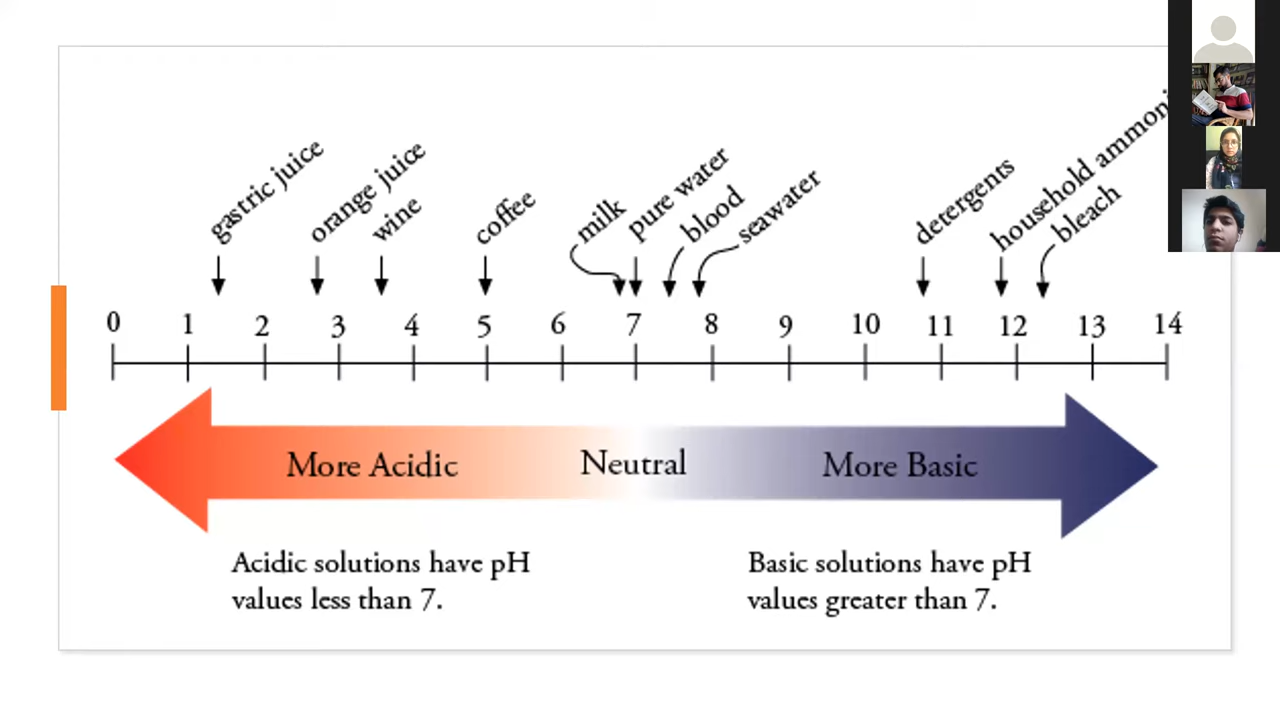 gastric juice
orange juice
wine
coffee
milk
pure water
blood
seawater
detergents
household
bleach
0 1 2 3 4 5 6 7 8 9 10 11 12 13 14
More Acidic Neutral More Basic
Acidic solutions have pH
values less than 7.
Basic solutions have pH
values greater than 7.